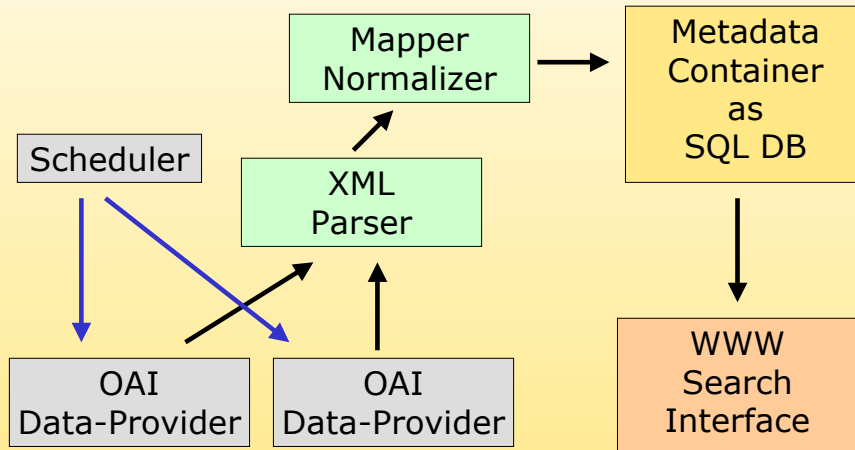 Mapper
Normalizer
Metadata
Container
as
SQL DB
Scheduler
XML
Parser
OAI
Data-Provider
OAI
Data-Provider
WWW
Search
Interface